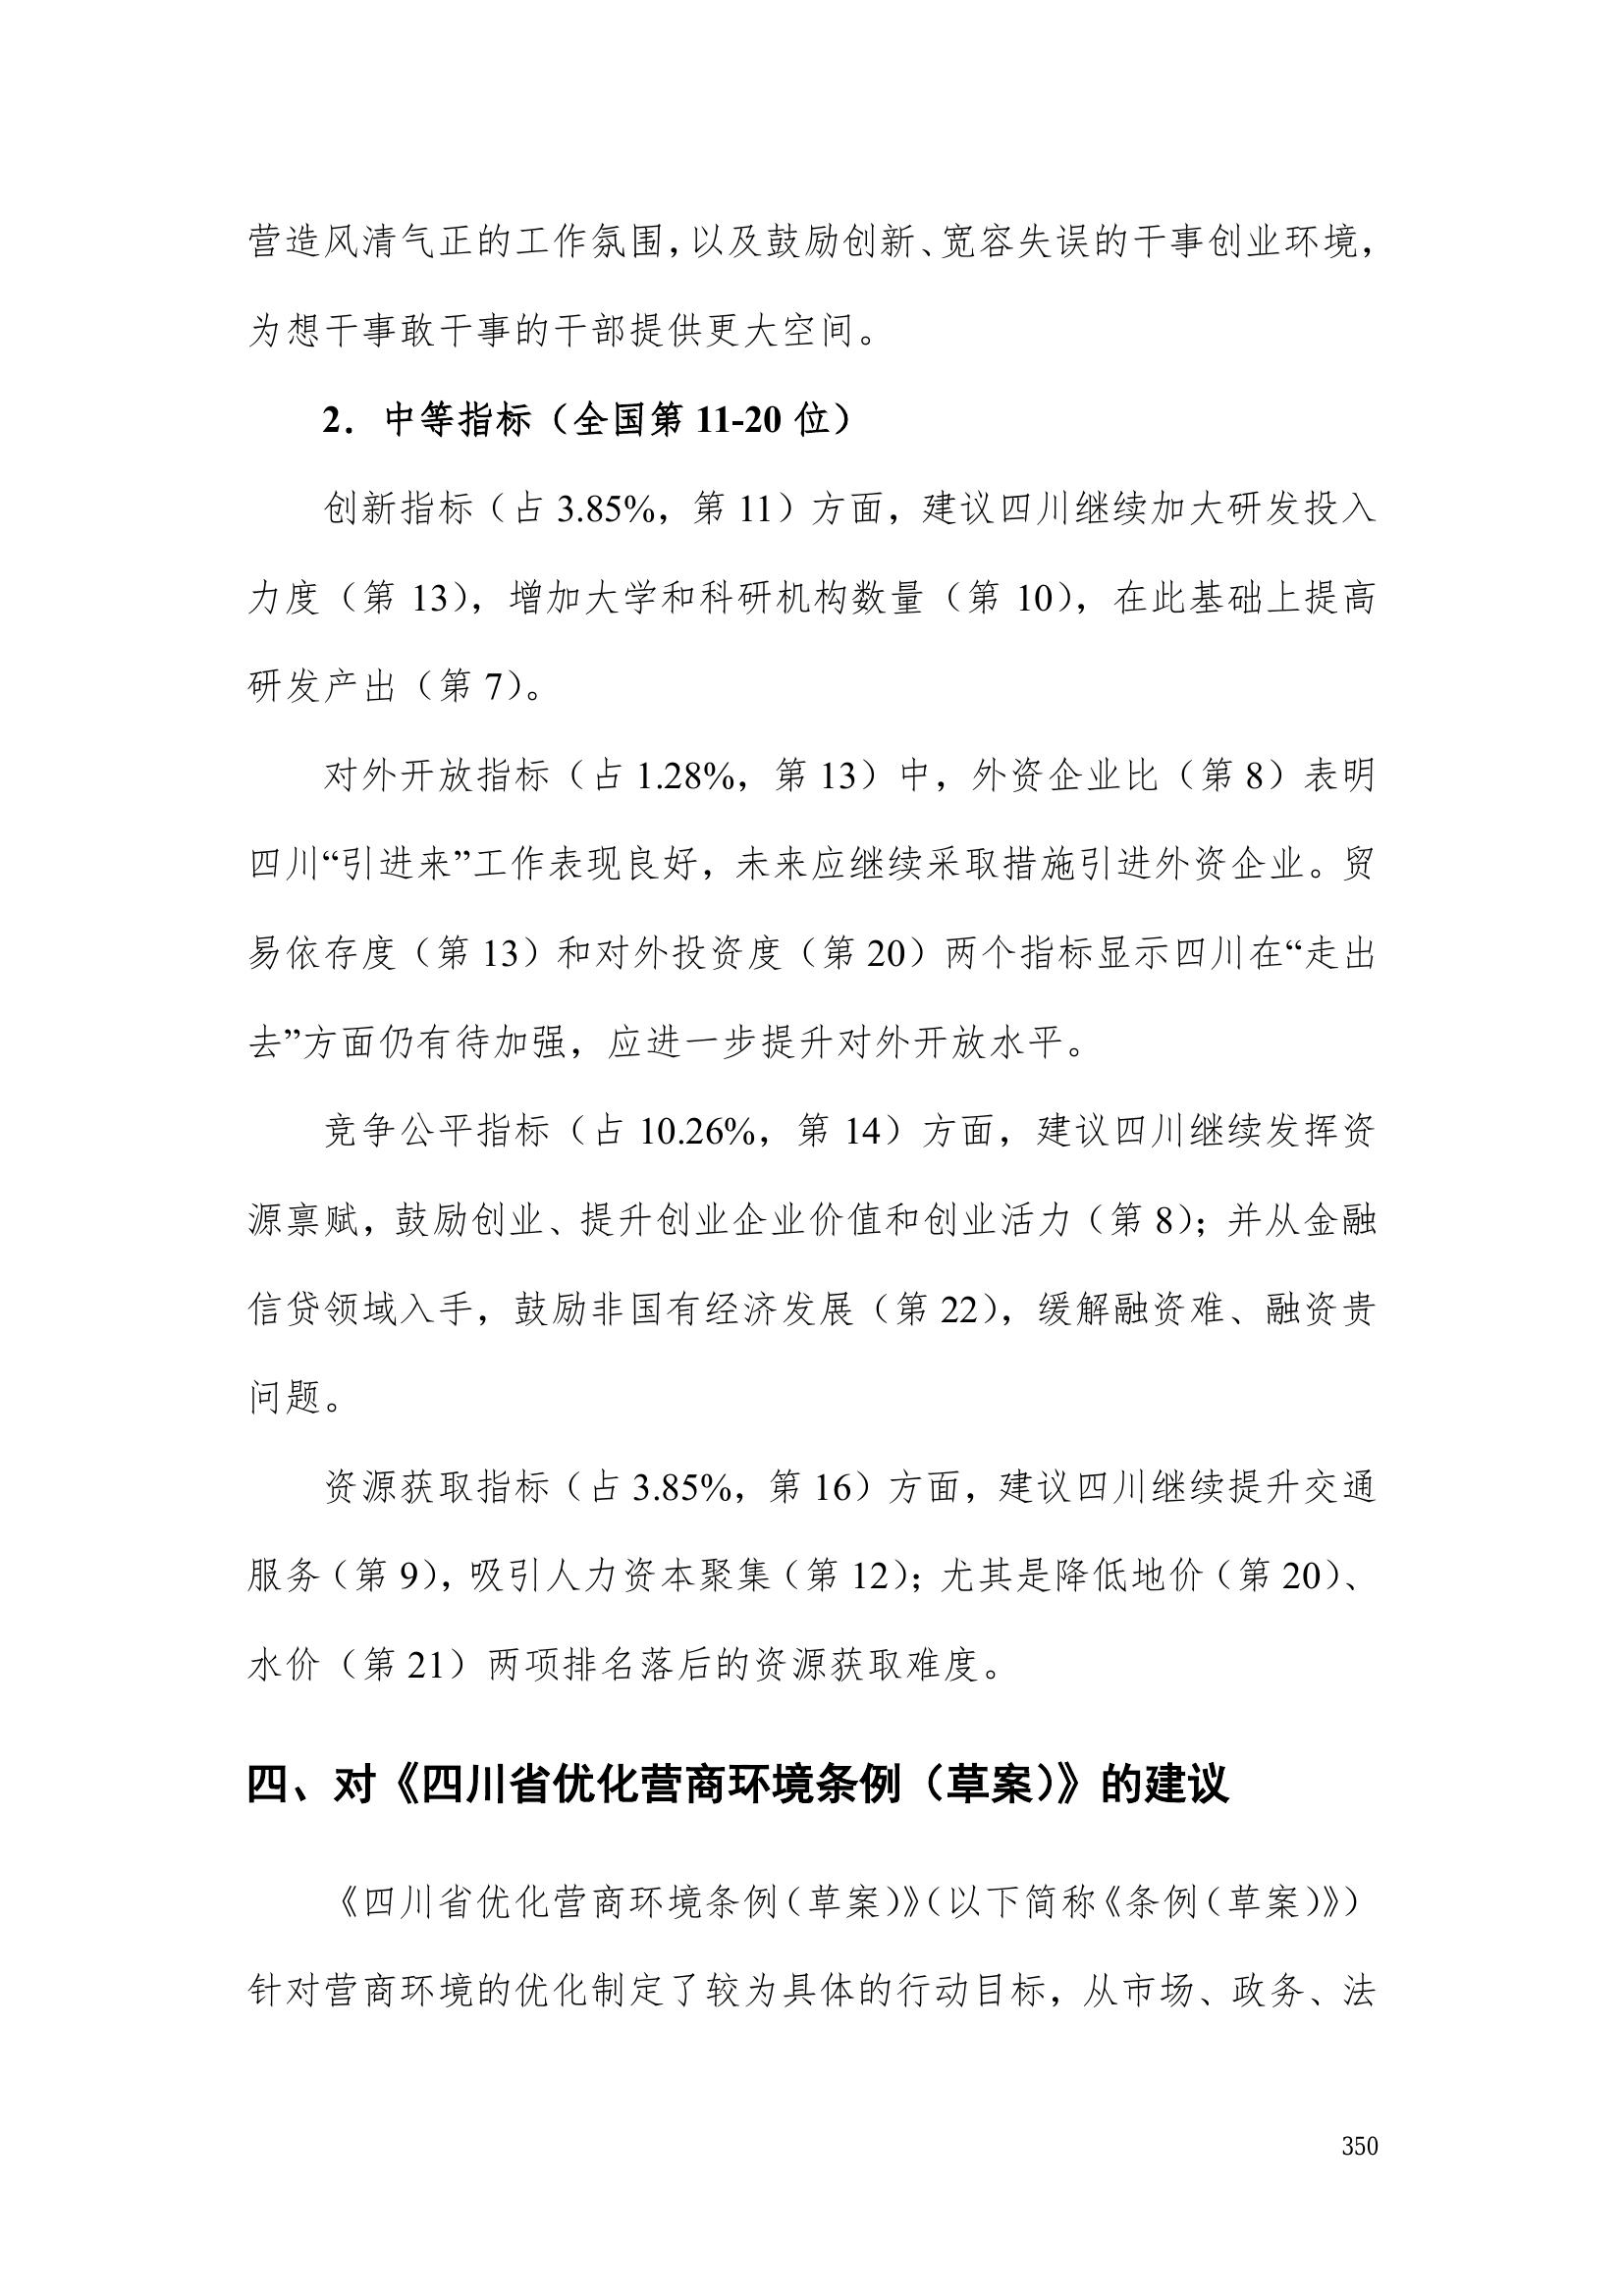 营造风清气正的工作氛围，以及鼓励创新、宽容失误的干事创业环境，
为想干事敢干事的干部提供更大空间。
2．中等指标（全国第 11-20 位）
创新指标（占 3.85%，第 11）方面，建议四川继续加大研发投入
力度（第 13），增加大学和科研机构数量（第 10），在此基础上提高
研发产出（第 7）。
对外开放指标（占 1.28%，第 13）中，外资企业比（第 8）表明
四川“引进来”工作表现良好，未来应继续采取措施引进外资企业。贸
易依存度（第 13）和对外投资度（第 20）两个指标显示四川在“走出
去”方面仍有待加强，应进一步提升对外开放水平。
竞争公平指标（占 10.26%，第 14）方面，建议四川继续发挥资
源禀赋，鼓励创业、提升创业企业价值和创业活力（第 8）；并从金融
信贷领域入手，鼓励非国有经济发展（第 22），缓解融资难、融资贵
问题。
资源获取指标（占 3.85%，第 16）方面，建议四川继续提升交通
服务（第 9），吸引人力资本聚集（第 12）；尤其是降低地价（第 20）、
水价（第 21）两项排名落后的资源获取难度。
四、对《四川省优化营商环境条例（草案）》的建议
《四川省优化营商环境条例（草案）》（以下简称《条例（草案）》）
针对营商环境的优化制定了较为具体的行动目标，从市场、政务、法
350